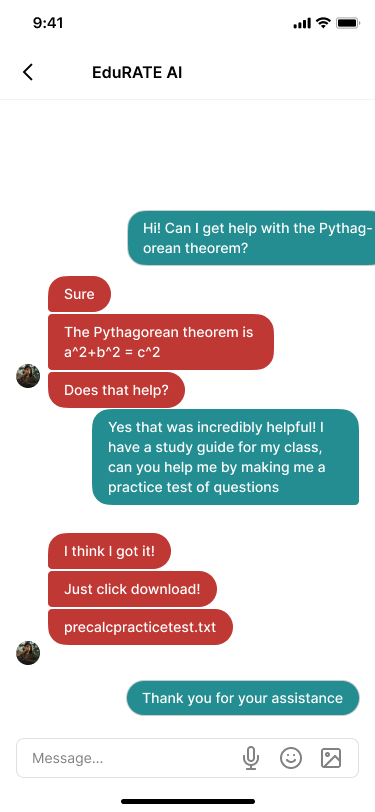 9:41
EduRATE AI
Hi! Can I get help with the Pythag-
orean theorem?
Sure
The Pythagorean theorem is
a^2+b^2 = c^2
Does that help?
Yes that was incredibly helpful! I
have a study guide for my class,
can you help me by making me a
practice test of questions
I think I got it!
Just click download!
precalcpracticetest.txt
Thank you for your assistance
Message...